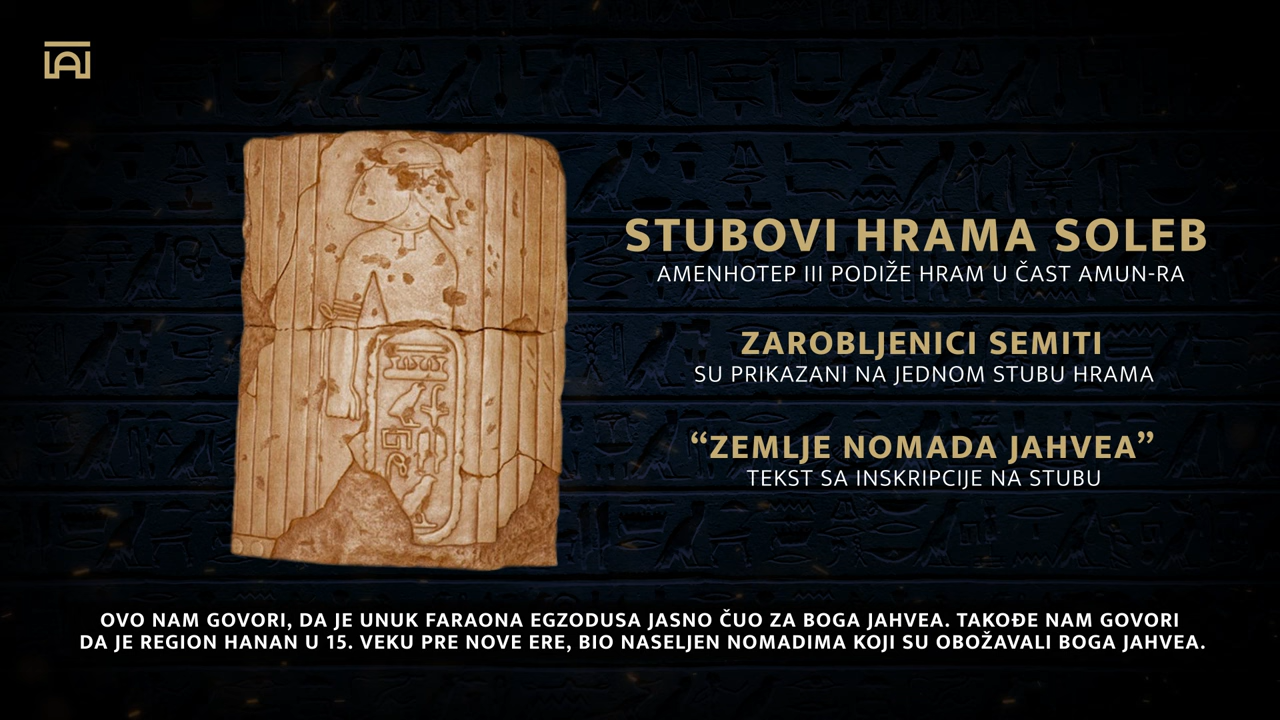 STUBOVI HRAMA SOLEB
AMENHOTEP III PODIŽE HRAM U ČAST AMUN-RA
ZAROBLJENICI SEMITI
SU PRIKAZANI NA JEDNOM STUBU HRAMA
“ZEMLJE NOMADA JAHVEA”
TEKST SA INSKRIPCIJE NA STUBU
OVO NAM GOVORI, DA JE UNUK FARAONA EGZODUSA JASNO ČUO ZA BOGA JAHVEA. TAKOĐE NAM GOVORI
DA JE REGION HANAN U 15. VEKU PRE NOVE ERE, BIO NASELJEN NOMADIMA KOJI SU OBOŽAVALI BOGA JAHVEA.